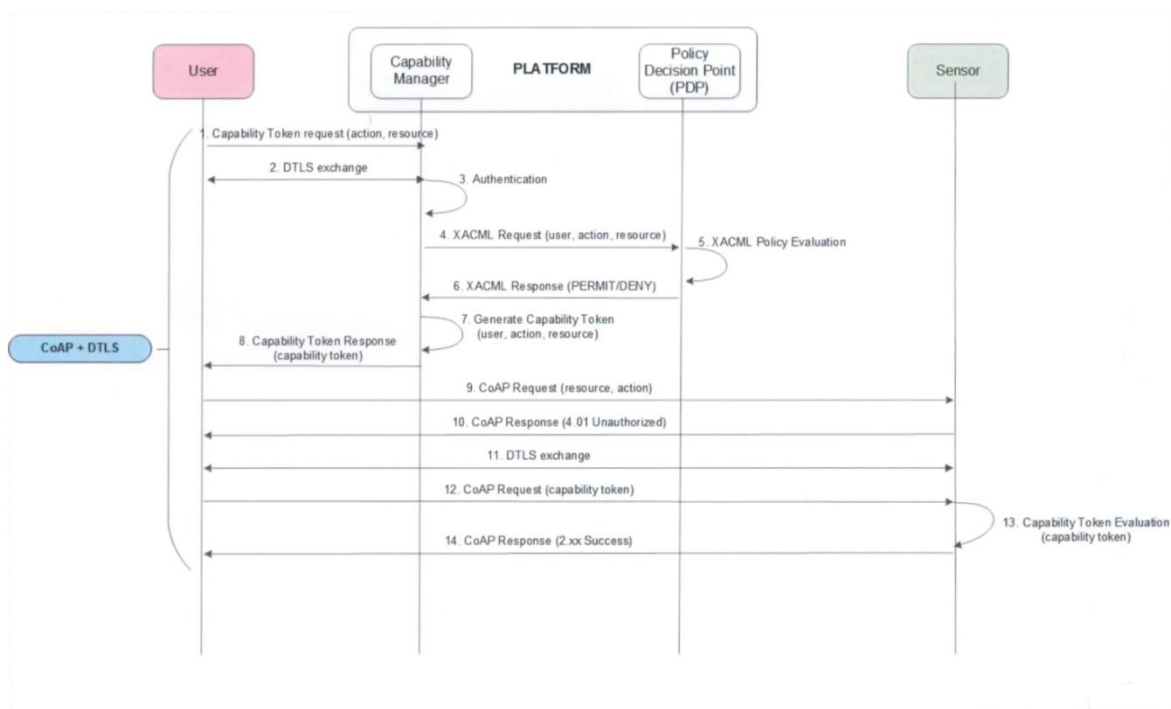 User
Capability
Manager
PLATFORM
Policy
Decision Point
(PDP)
Sensor
1. Capability Token request (action, resource)
2. DTLS exchange
3. Authentication
4. XACML Request (user, action, resource)
5. XACML Policy Evaluation
6. XACML Response (PERMIT/DENY)
7. Generate Capability Token
(user, action, resource)
CoAP + DTLS
8. Capability Token Response
(capability token)
9. CoAP Request (resource, action)
10. CoAP Response (4.01 Unauthorized)
11. DTLS exchange
12. CoAP Request (capability token)
13. Capability Token Evaluation
(capability token)
14. CoAP Response (2.xx Success)